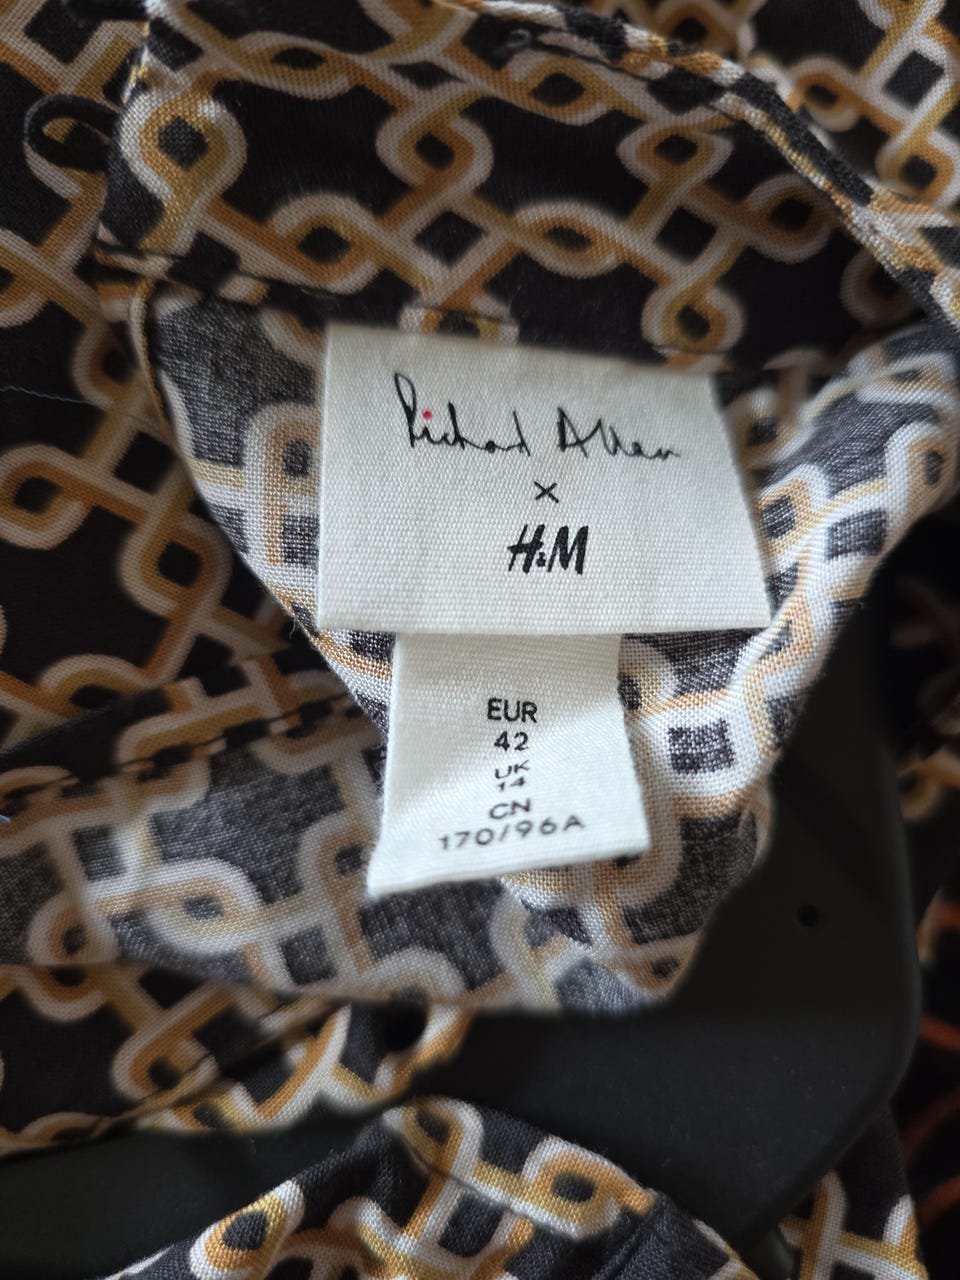 Richard Allan
×
H&M
EUR
42
UK
14
CN
170/96A